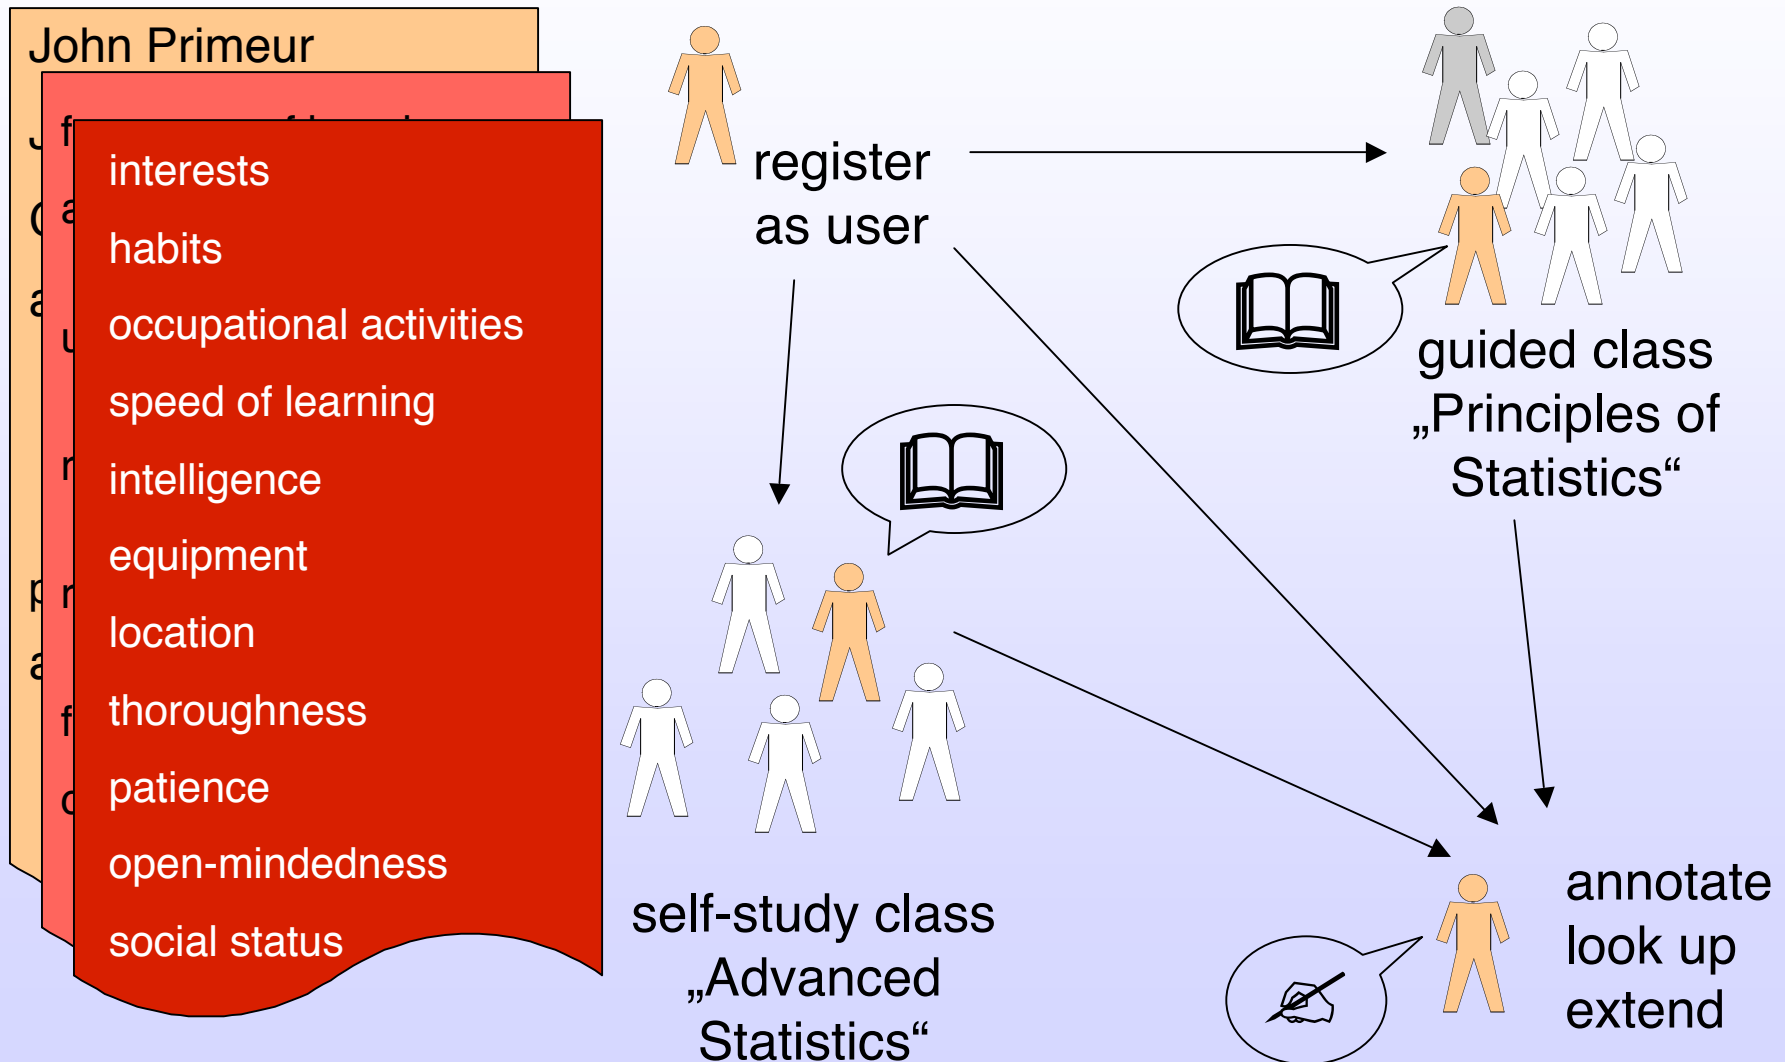 John Primeur
interests
habits
occupational activities
speed of learning
intelligence
equipment
location
thoroughness
patience
open-mindedness
social status
register
as user
guided class
„Principles of
Statistics“
self-study class
„Advanced
Statistics“
annotate
look up
extend